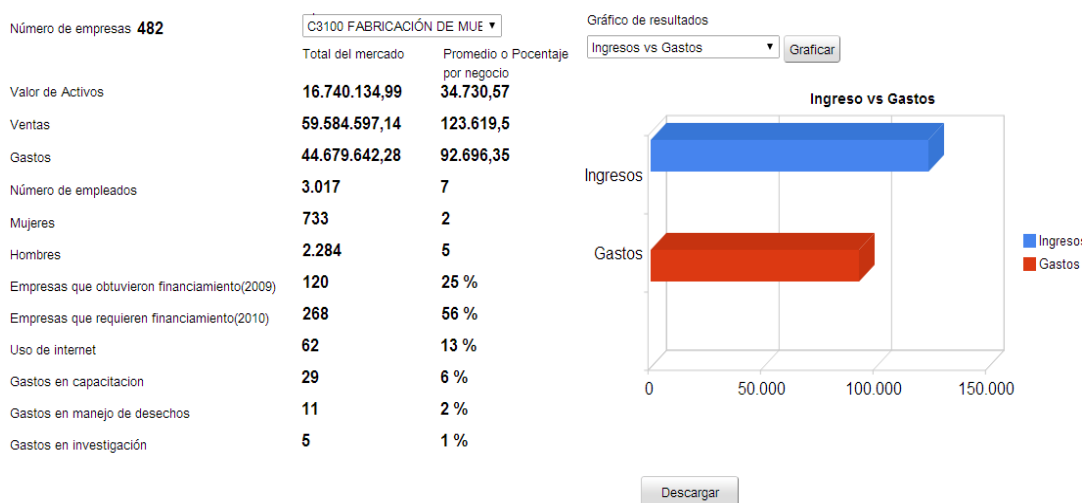 Número de empresas 482
C3100 FABRICACIÓN DE MUE
Total del mercado
Promedio o Pocentaje
por negocio
Valor de Activos 16.740.134,99 34.730,57
Ventas 59.584.597,14 123.619,5
Gastos 44.679.642,28 92.696,35
Número de empleados 3.017 7
Mujeres 733 2
Hombres 2.284 5
Empresas que obtuvieron financiamiento(2009) 120 25 %
Empresas que requieren financiamiento(2010) 268 56 %
Uso de internet 62 13 %
Gastos en capacitacion 29 6 %
Gastos en manejo de desechos 11 2 %
Gastos en investigación 5 1 %
Gráfico de resultados
Ingresos vs Gastos Graficar
Ingreso vs Gastos
Ingresos
Gastos
0 50.000 100.000 150.000
Ingresos
Gastos
Descargar